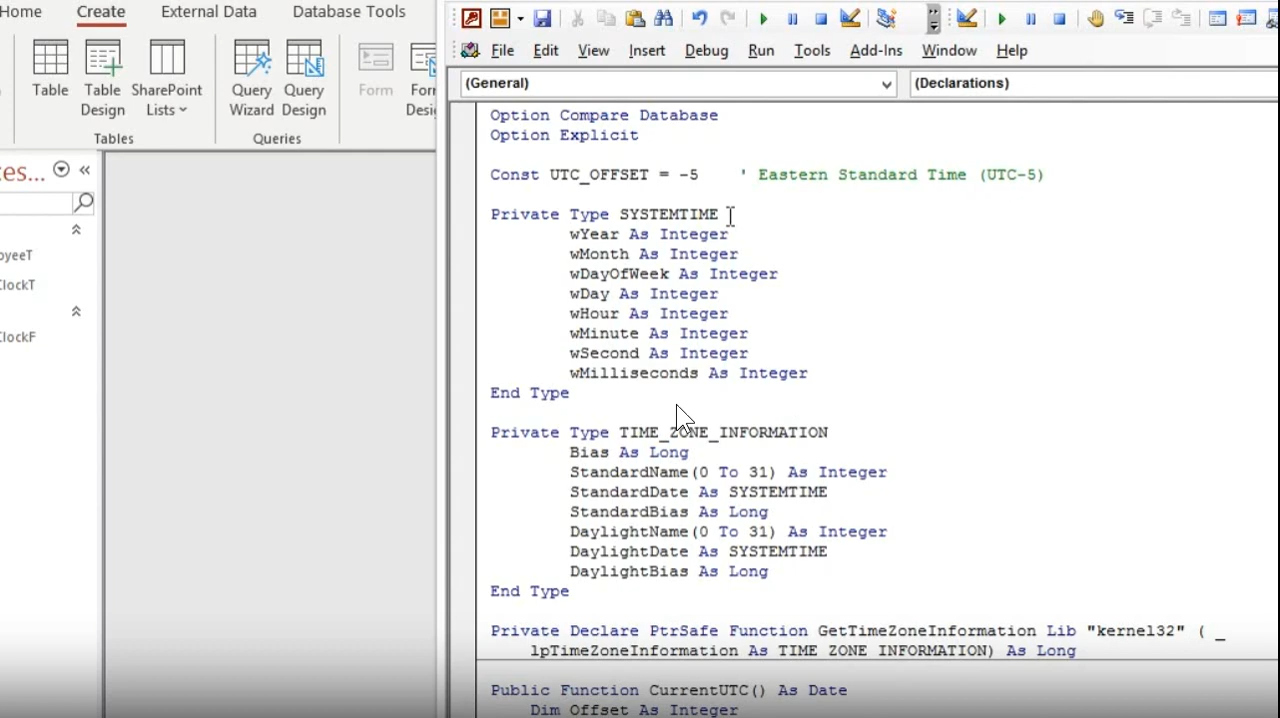 Home Create External Data Database Tools
Table Table Design SharePoint Lists Query Wizard Query Design Form
Tables Queries
ces...
oyeeT
ClockT
ClockF
File Edit View Insert Debug Run Tools Add-Ins Window Help
(General) (Declarations)
Option Compare Database
Option Explicit
Const UTC_OFFSET = -5 ' Eastern Standard Time (UTC-5)
Private Type SYSTEMTIME
wYear As Integer
wMonth As Integer
wDayOfWeek As Integer
wDay As Integer
wHour As Integer
wMinute As Integer
wSecond As Integer
wMilliseconds As Integer
End Type
Private Type TIME_ZONE_INFORMATION
Bias As Long
StandardName(0 To 31) As Integer
StandardDate As SYSTEMTIME
StandardBias As Long
DaylightName(0 To 31) As Integer
DaylightDate As SYSTEMTIME
DaylightBias As Long
End Type
Private Declare PtrSafe Function GetTimeZoneInformation Lib "kernel32" ( _
lpTimeZoneInformation As TIME_ZONE_INFORMATION) As Long
Public Function CurrentUTC() As Date
Dim Offset As Integer